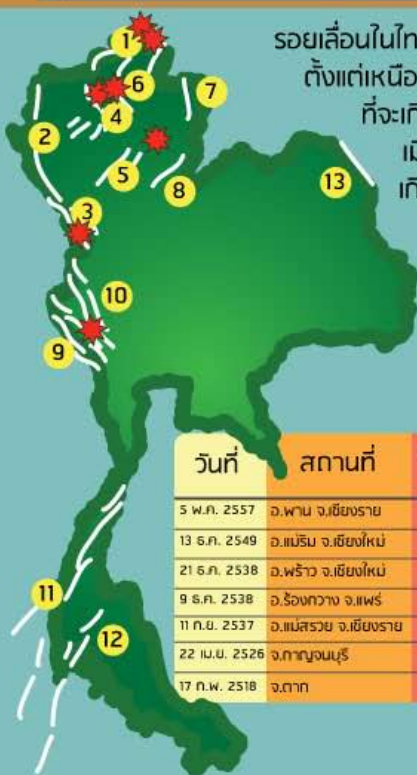 รอยเลื่อนในไท
ตั้งแต่เหนือ
ที่จะเกิ
เมื
เกิ
1
6
7
2
4
5
8
13
3
10
9
11
12
วันที่ สถานที่
5 พ.ค. 2557 อ.พาน จ.เชียงราย
13 ธ.ค. 2549 อ.แม่ริม จ.เชียงใหม่
21 ธ.ค. 2538 อ.พร้าว จ.เชียงใหม่
9 ธ.ค. 2538 อ.ร้องกวาง จ.แพร่
11 ก.ย. 2537 อ.แม่สรวย จ.เชียงราย
22 เม.ย. 2526 จ.กาญจนบุรี
17 ก.พ. 2518 จ.ตาก